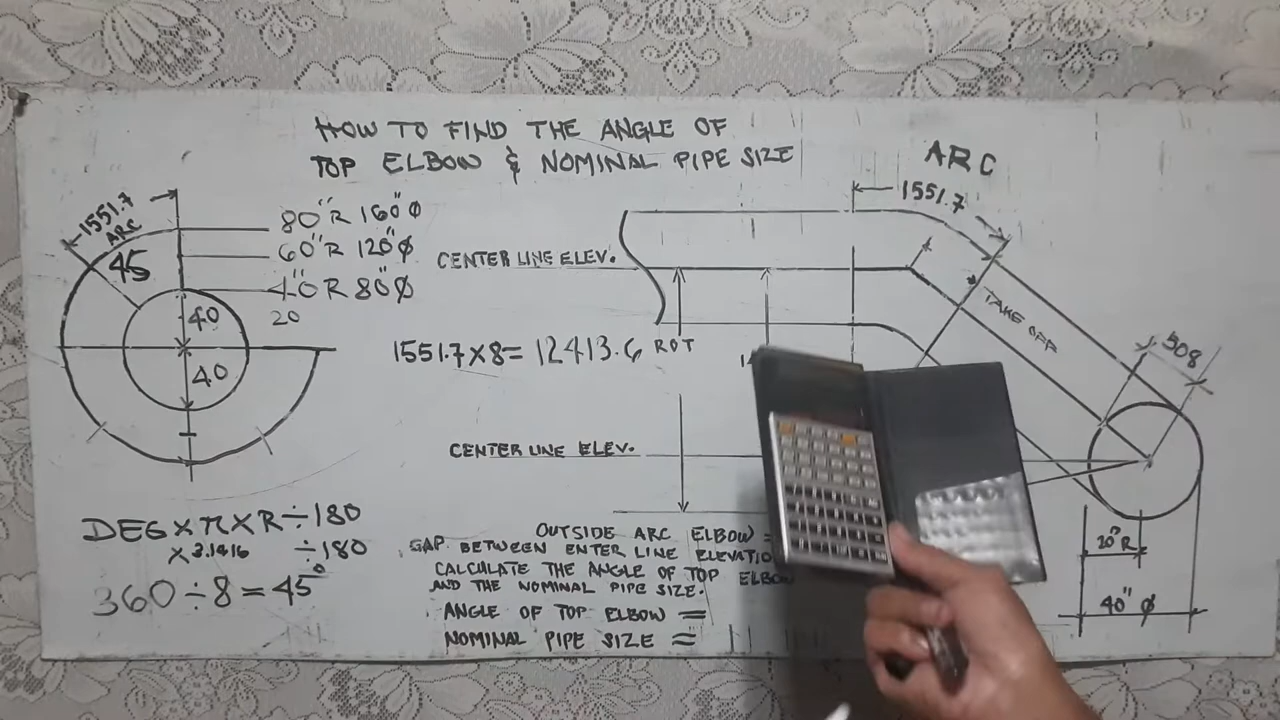 HOW TO FIND THE ANGLE OF
TOP ELBOW & NOMINAL PIPE SIZE
1551.7
ARC
45
80"R 160"Ø
60"R 120"Ø
40"R 80"Ø
20
40
40
CENTER LINE ELEV.
1551.7×8= 12413.6 ROT
CENTER LINE ELEV.
ARC
1551.7
TAKE OFF
508
20"R
40"Ø
DEG×π×R÷180
×3.1416 ÷180
360÷8=45°
OUTSIDE ARC ELBOW =
GAP BETWEEN ENTER LINE
CALCULATE THE ANGLE OF TOP
AND THE NOMINAL PIPE SIZE.
ANGLE OF TOP ELBOW =
NOMINAL PIPE SIZE =